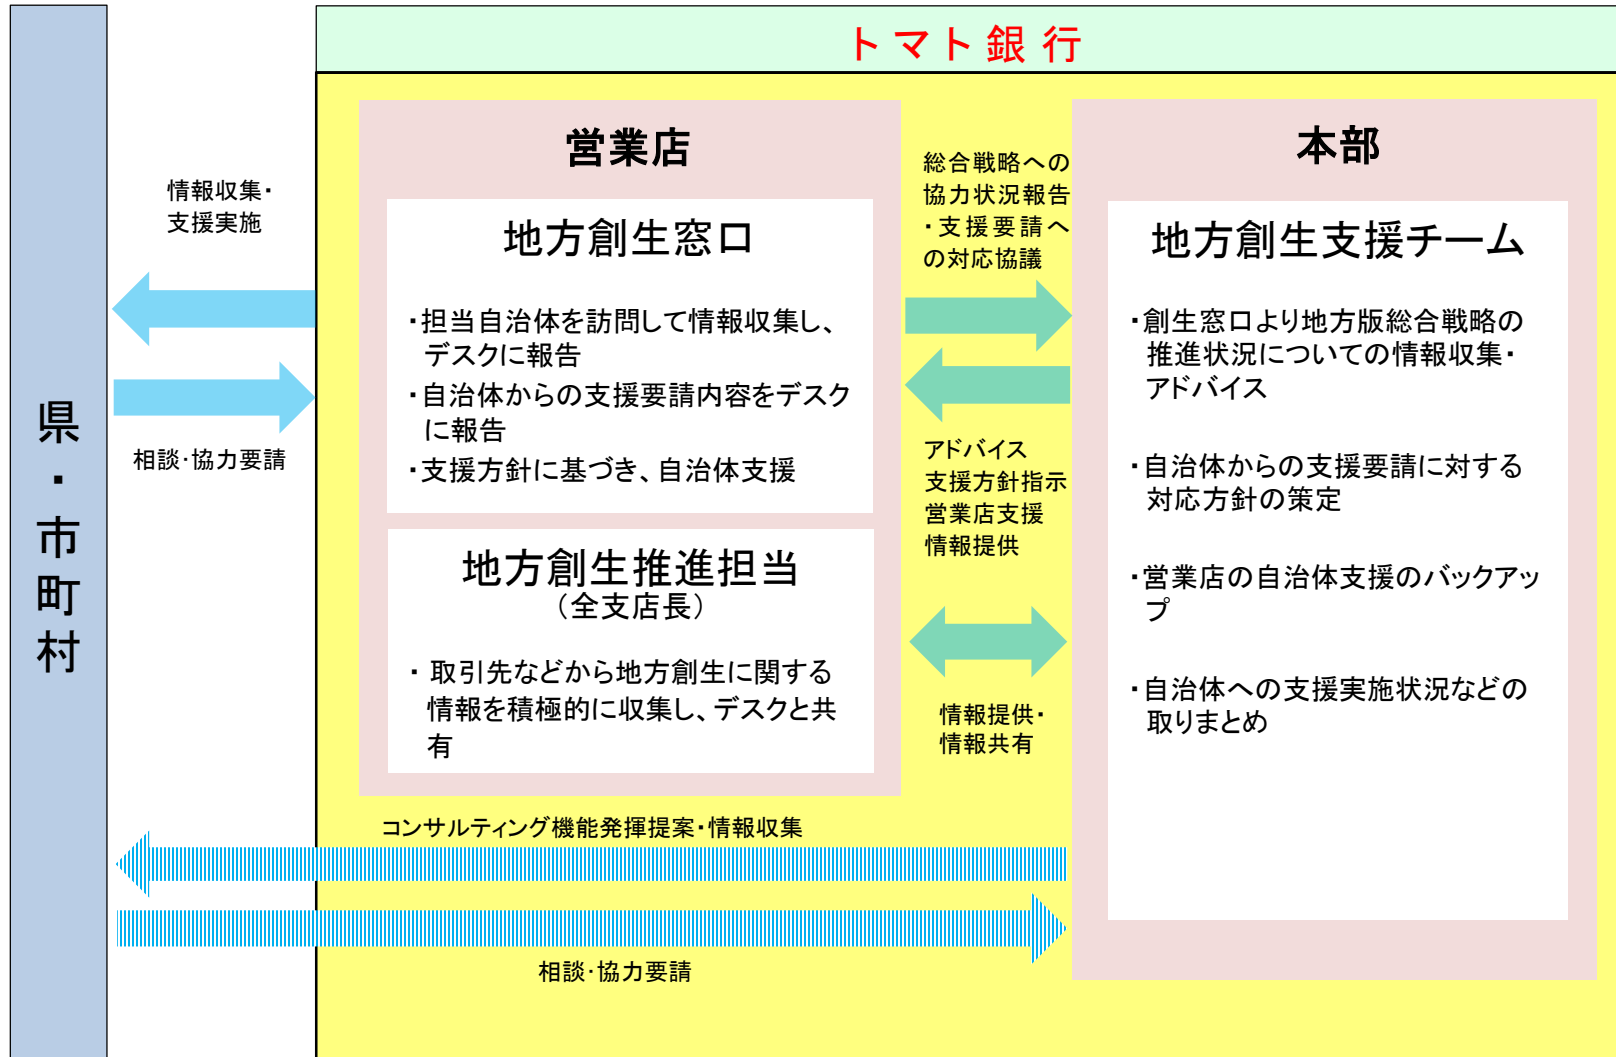 トマト銀行
県・市町村
情報収集・
支援実施
相談・協力要請
営業店
地方創生窓口
・担当自治体を訪問して情報収集し、
デスクに報告
・自治体からの支援要請内容をデスク
に報告
・支援方針に基づき、自治体支援
地方創生推進担当
（全支店長）
・ 取引先などから地方創生に関する
情報を積極的に収集し、デスクと共
有
総合戦略への
協力状況報告
・支援要請へ
の対応協議
アドバイス
支援方針指示
営業店支援
情報提供
情報提供・
情報共有
本部
地方創生支援チーム
・創生窓口より地方版総合戦略の
推進状況についての情報収集・
アドバイス
・自治体からの支援要請に対する
対応方針の策定
・営業店の自治体支援のバックアッ
プ
・自治体への支援実施状況などの
取りまとめ
コンサルティング機能発揮提案・情報収集
相談・協力要請